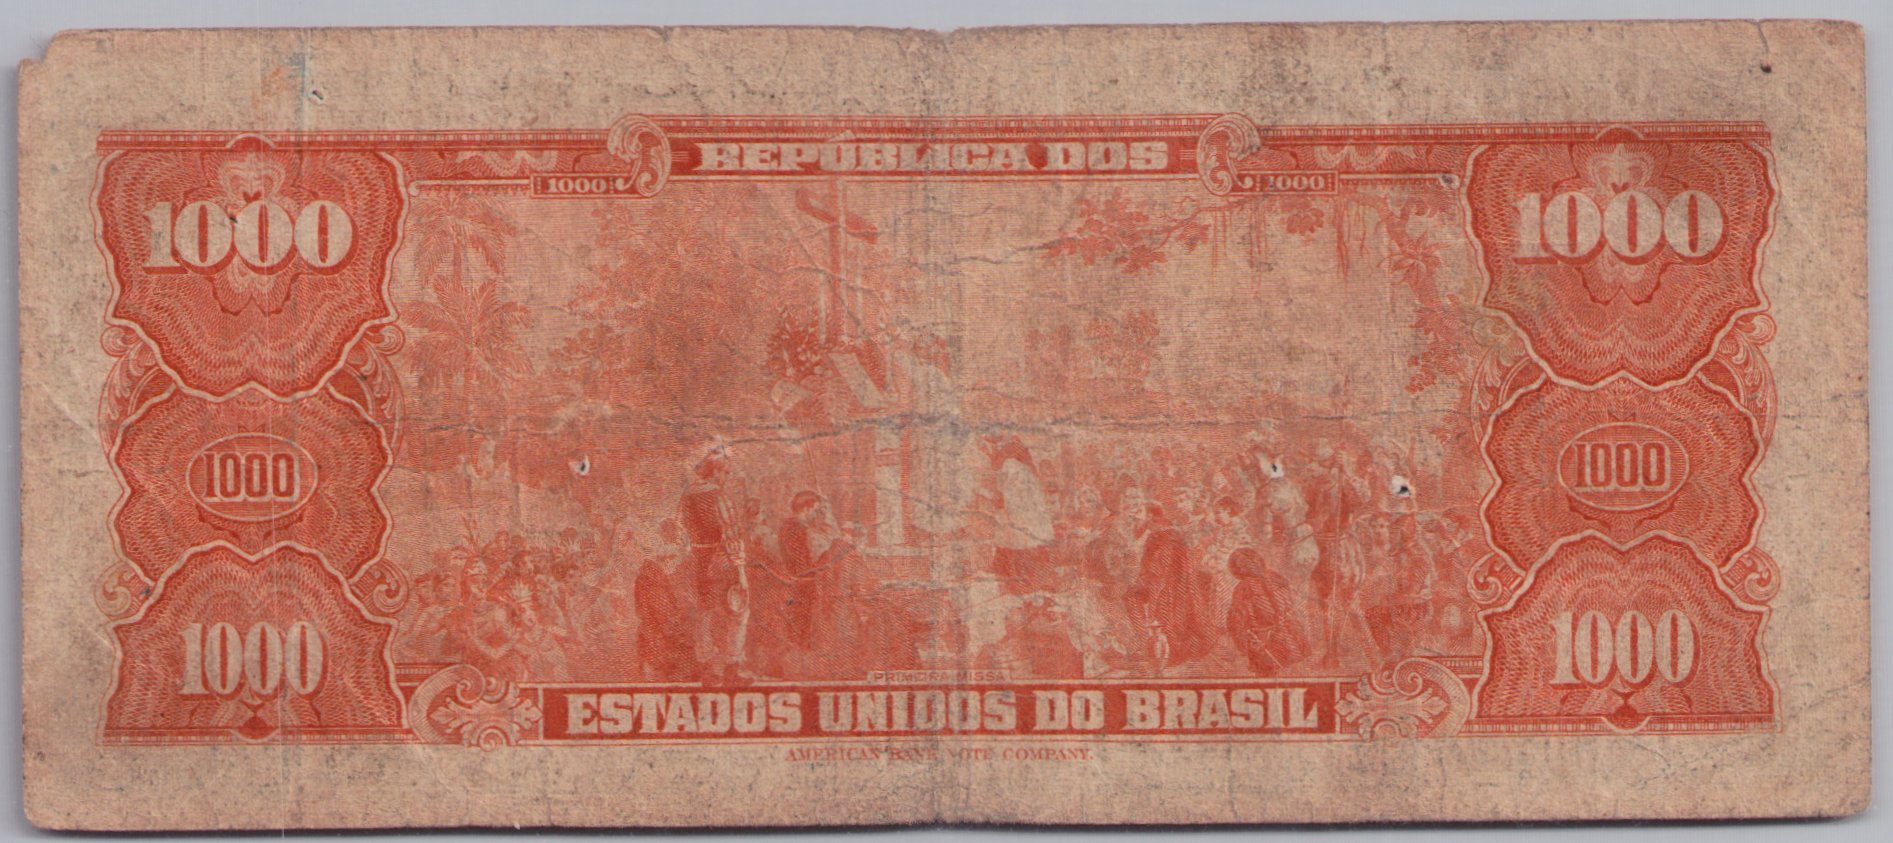 REPÚBLICA DOS
1000 1000
1000 1000
1000 1000
1000 1000
PRIMEIRA MISSA
ESTADOS UNIDOS DO BRASIL
AMERICAN BANK NOTE COMPANY.